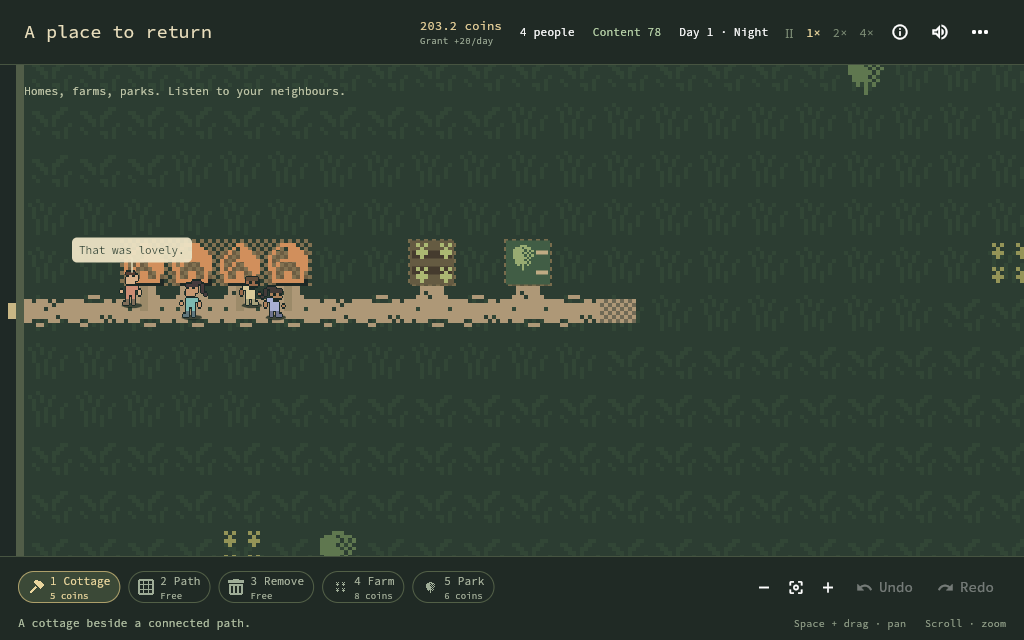 A place to return
203.2 coins
Grant +20/day
4 people
Content 78
Day 1 · Night
1×
2×
4×
Homes, farms, parks. Listen to your neighbours.
That was lovely.
1 Cottage
5 coins
2 Path
Free
3 Remove
Free
4 Farm
8 coins
5 Park
6 coins
Undo
Redo
A cottage beside a connected path.
Space + drag · pan
Scroll · zoom